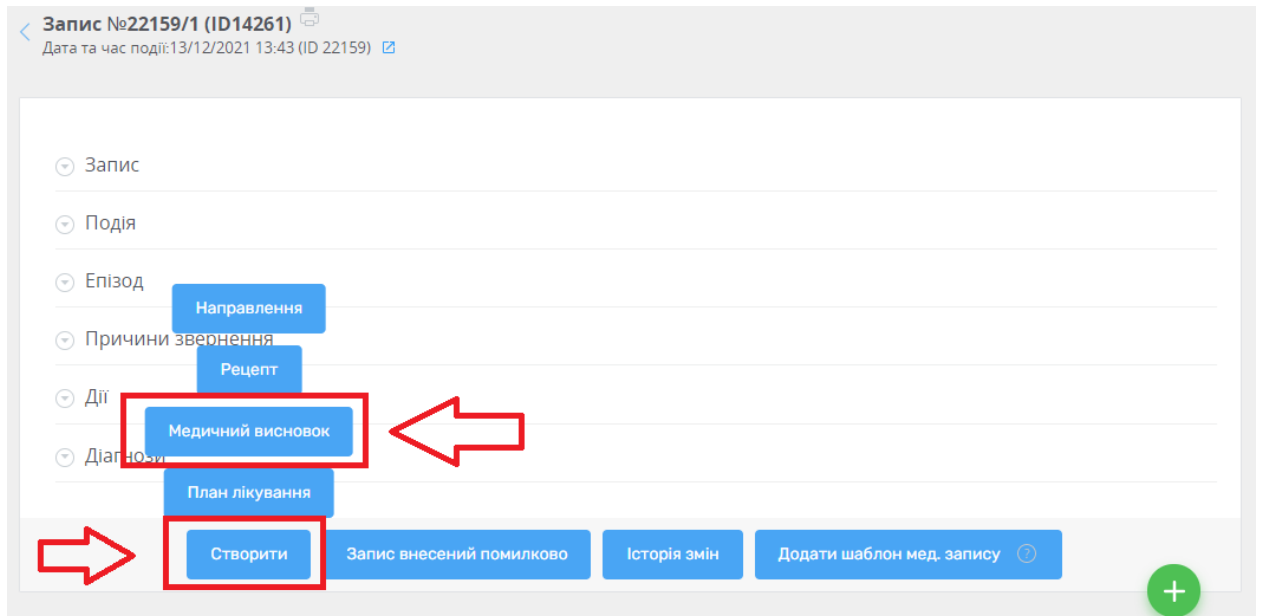 Запис №22159/1 (ID14261)
Дата та час події:13/12/2021 13:43 (ID 22159)
Запис
Подія
Епізод
Направлення
Причини звернення
Рецепт
Дії
Медичний висновок
Діагнози
План лікування
Створити
Запис внесений помилково
Історія змін
Додати шаблон мед. запису ?
+